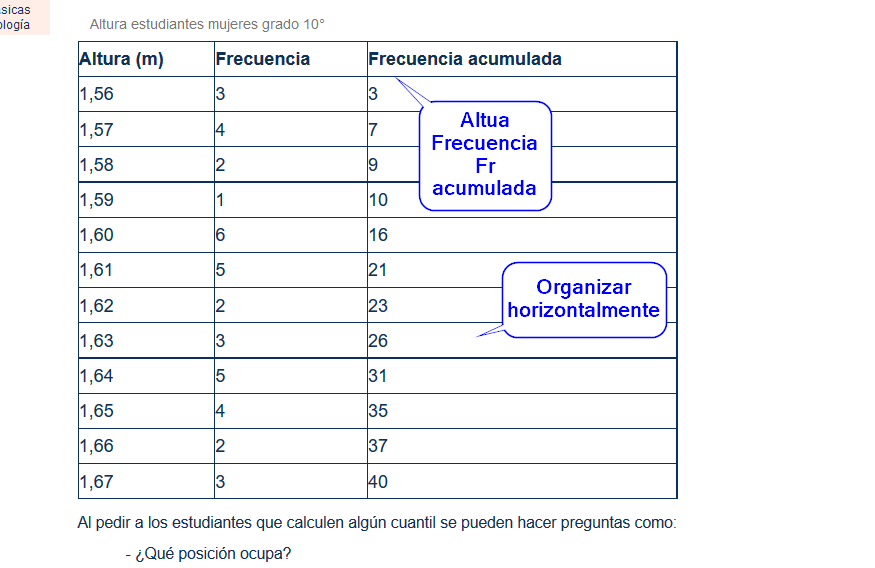 sicas
ología
Altura estudiantes mujeres grado 10°
Altura (m) Frecuencia Frecuencia acumulada
1,56 3 3
1,57 4 7
1,58 2 9
1,59 1 10
1,60 6 16
1,61 5 21
1,62 2 23
1,63 3 26
1,64 5 31
1,65 4 35
1,66 2 37
1,67 3 40
Altua
Frecuencia
Fr
acumulada
Organizar
horizontalmente
Al pedir a los estudiantes que calculen algún cuantil se pueden hacer preguntas como:
- ¿Qué posición ocupa?